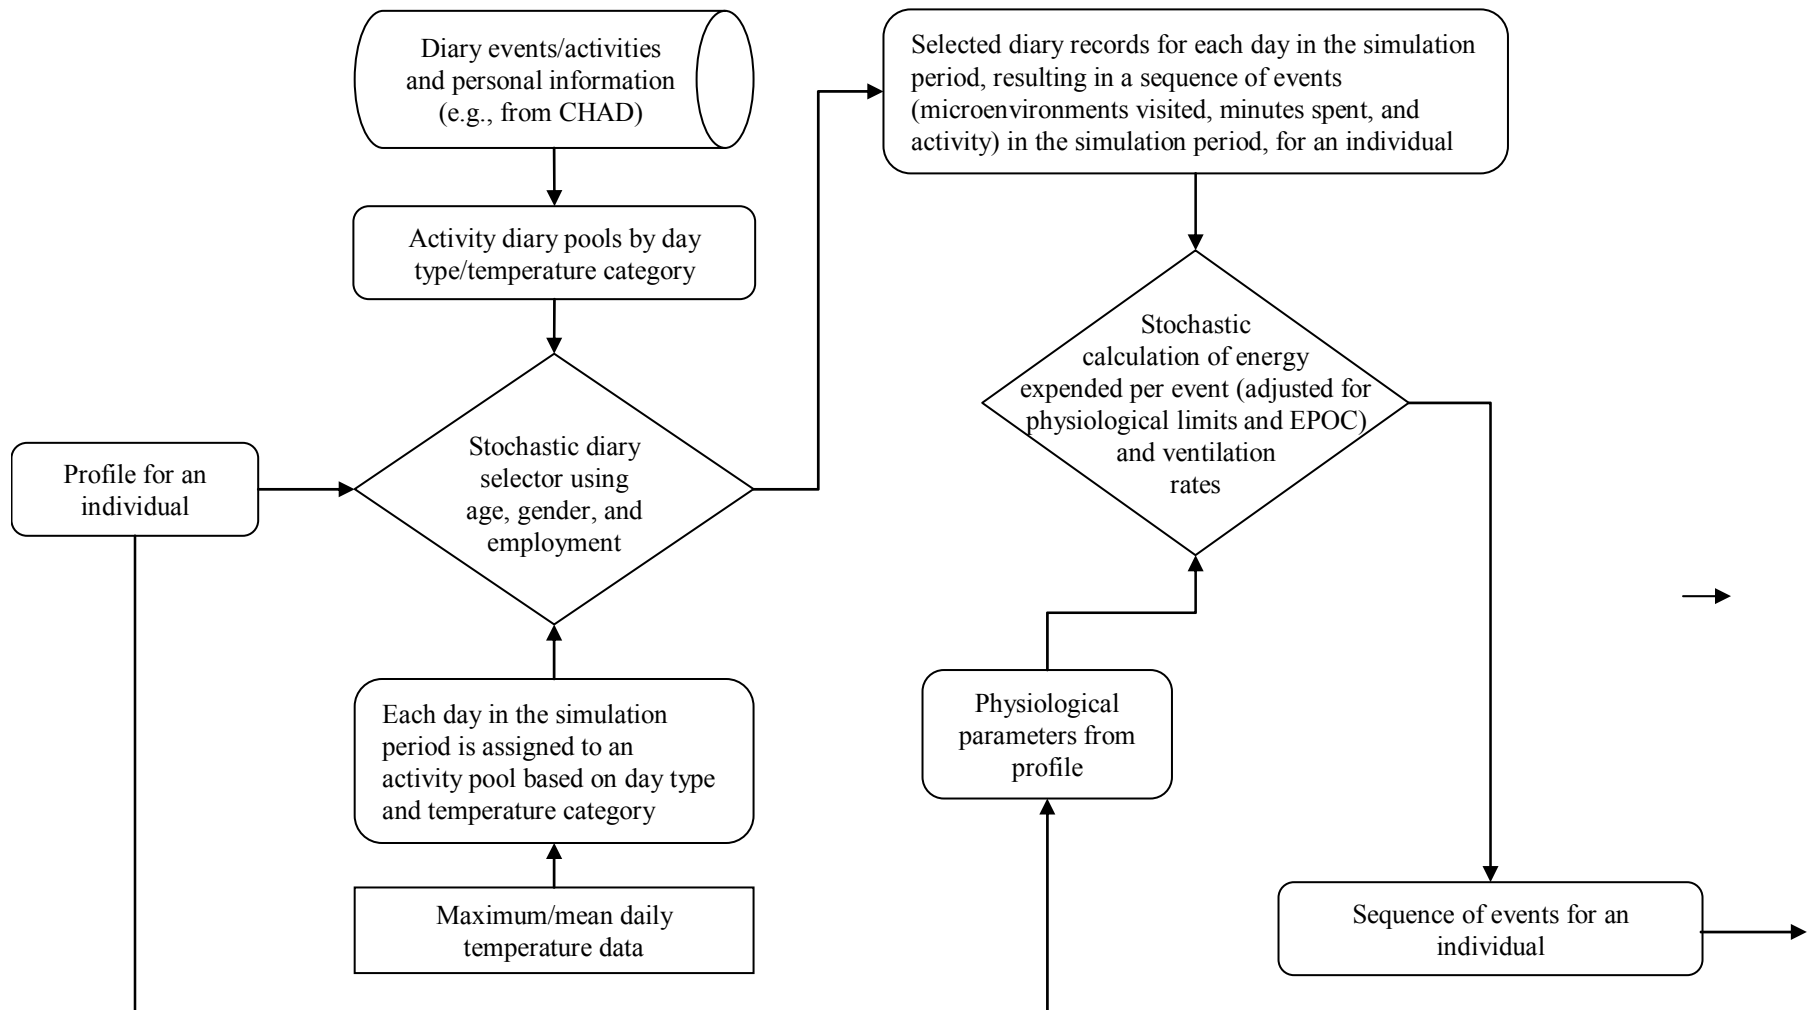 Diary events/activities
and personal information
(e.g., from CHAD)
Activity diary pools by day
type/temperature category
Profile for an
individual
Stochastic diary
selector using
age, gender, and
employment
Each day in the simulation
period is assigned to an
activity pool based on day type
and temperature category
Maximum/mean daily
temperature data
Selected diary records for each day in the simulation
period, resulting in a sequence of events
(microenvironments visited, minutes spent, and
activity) in the simulation period, for an individual
Stochastic
calculation of energy
expended per event (adjusted for
physiological limits and EPOC)
and ventilation
rates
Physiological
parameters from
profile
Sequence of events for an
individual